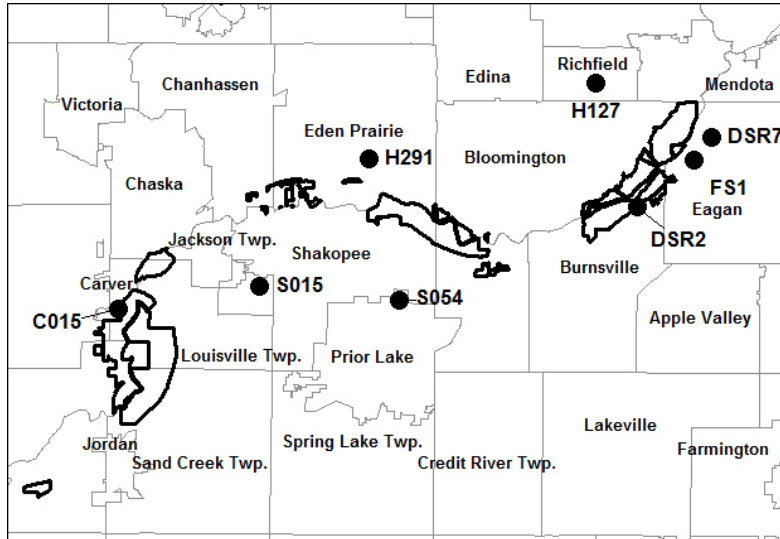 Richfield
Edina
Chanhassen
Mendota
Victoria
H127
Eden Prairie
DSR7
H291
Bloomington
Chaska
FS1
Eagan
DSR2
Jackson Twp.
Shakopee
Burnsville
Carver
S015
S054
C015
Apple Valley
Louisville Twp.
Prior Lake
Lakeville
Jordan
Spring Lake Twp.
Farmington
Sand Creek Twp.
Credit River Twp.